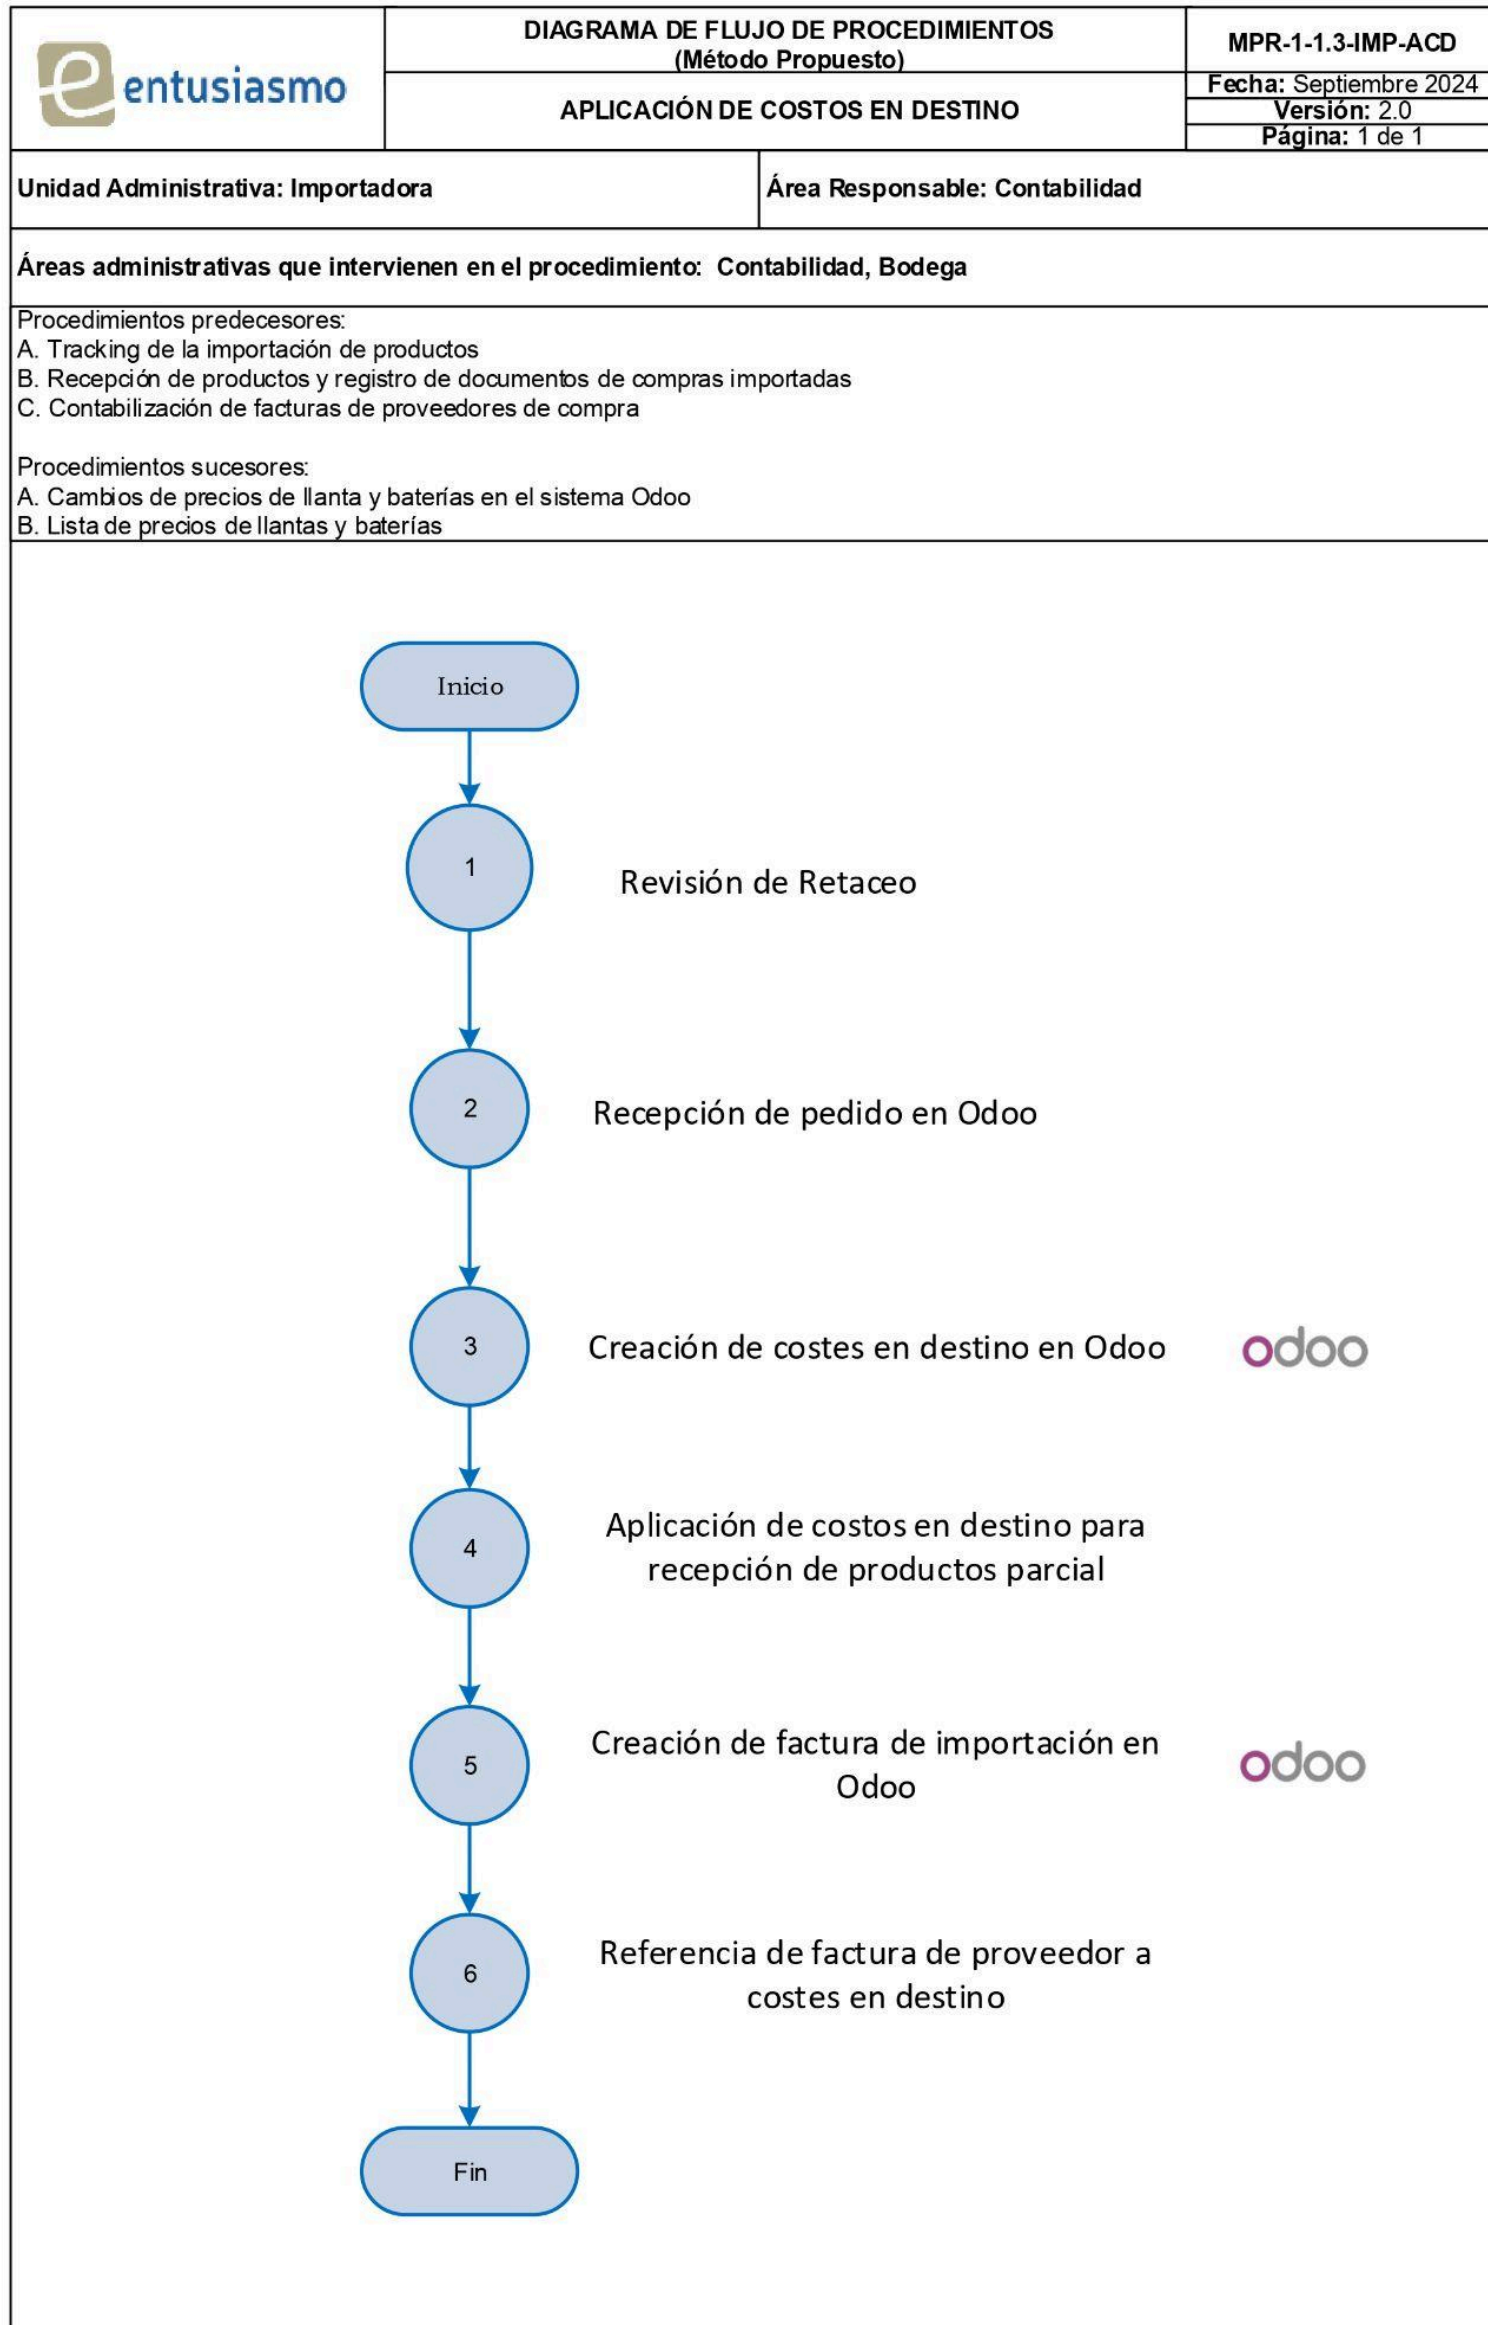 entusiasmo
DIAGRAMA DE FLUJO DE PROCEDIMIENTOS
(Método Propuesto)
APLICACIÓN DE COSTOS EN DESTINO
MPR-1-1.3-IMP-ACD
Fecha: Septiembre 2024
Versión: 2.0
Página: 1 de 1
Unidad Administrativa: Importadora
Área Responsable: Contabilidad
Áreas administrativas que intervienen en el procedimiento: Contabilidad, Bodega
Procedimientos predecesores:
A. Tracking de la importación de productos
B. Recepción de productos y registro de documentos de compras importadas
C. Contabilización de facturas de proveedores de compra
Procedimientos sucesores:
A. Cambios de precios de llanta y baterías en el sistema Odoo
B. Lista de precios de llantas y baterías
Inicio
1
Revisión de Retaceo
2
Recepción de pedido en Odoo
3
Creación de costes en destino en Odoo
odoo
4
Aplicación de costos en destino para
recepción de productos parcial
5
Creación de factura de importación en
Odoo
odoo
6
Referencia de factura de proveedor a
costes en destino
Fin